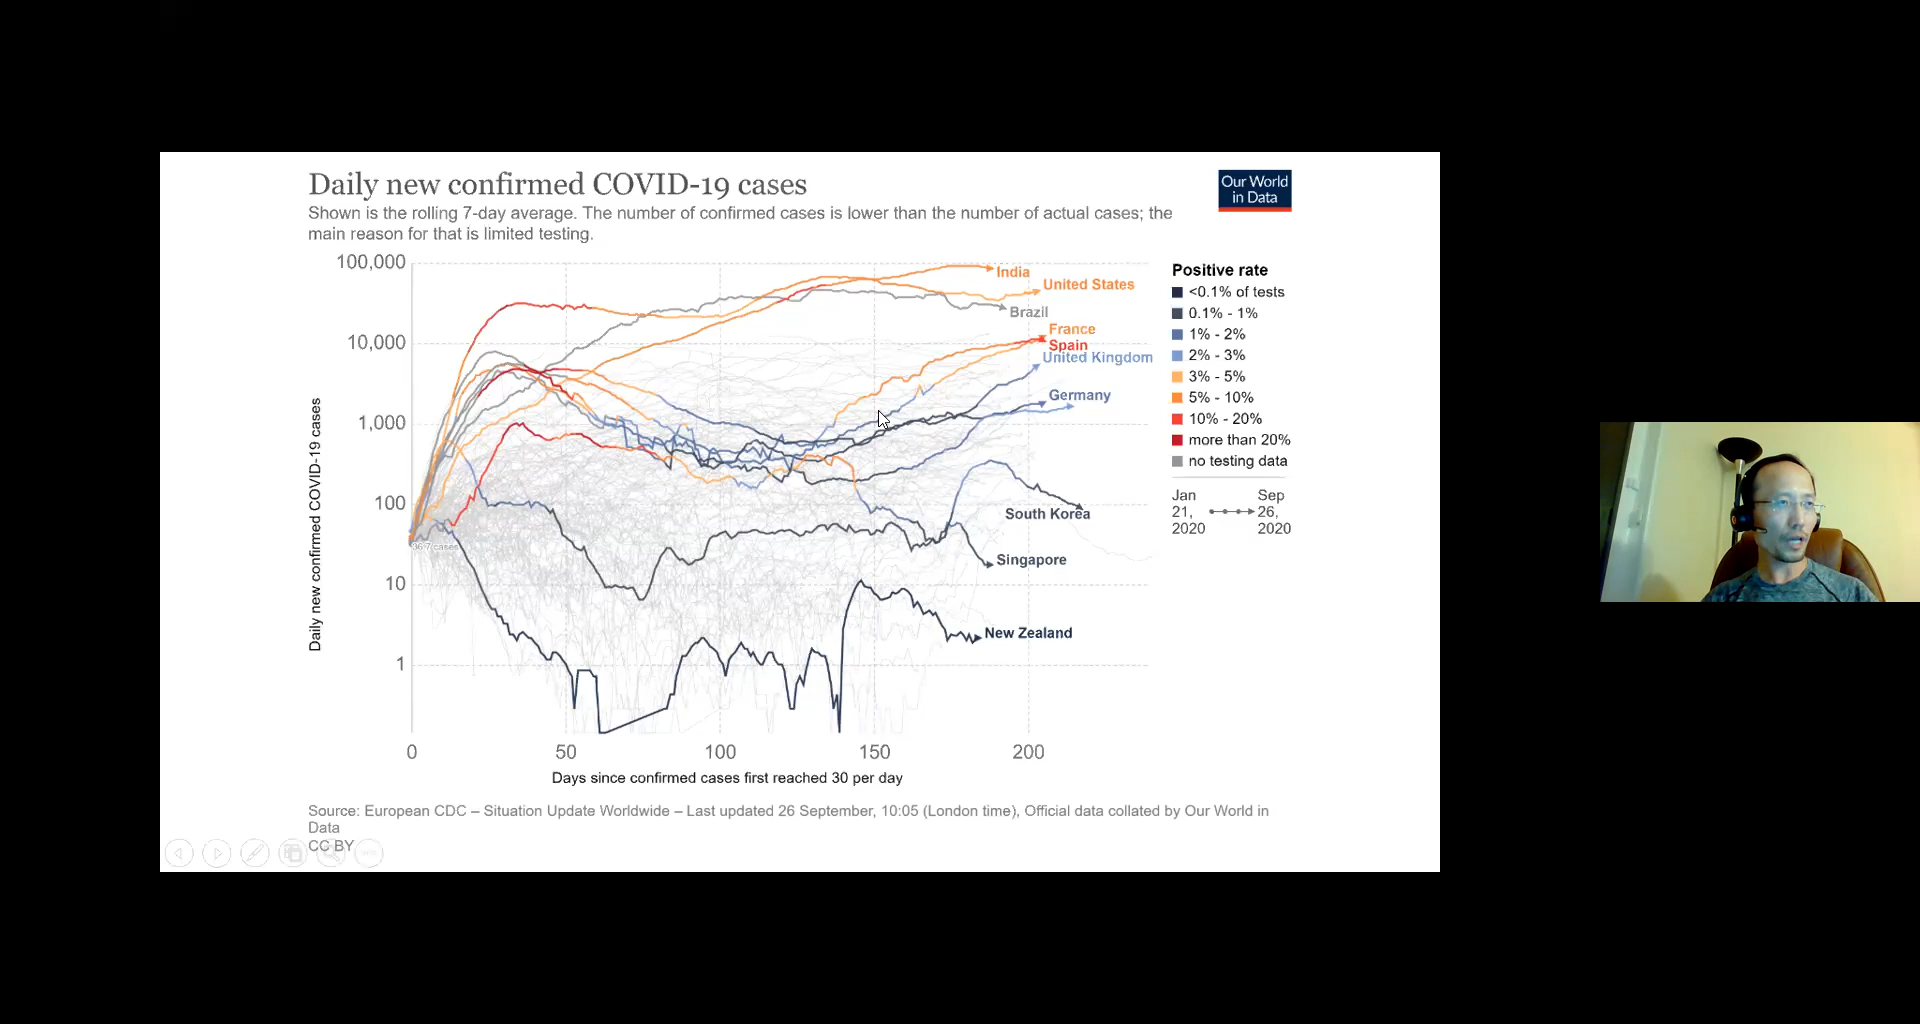 Daily new confirmed COVID-19 cases
Shown is the rolling 7-day average. The number of confirmed cases is lower than the number of actual cases; the
main reason for that is limited testing.
Our World
in Data
Daily new confirmed COVID-19 cases
100,000
10,000
1,000
100
10
1
36.7 cases
India
United States
Brazil
France
Spain
United Kingdom
Germany
South Korea
Singapore
New Zealand
Positive rate
<0.1% of tests
0.1% - 1%
1% - 2%
2% - 3%
3% - 5%
5% - 10%
10% - 20%
more than 20%
no testing data
Jan
21,
2020
Sep
26,
2020
0
50
100
150
200
Days since confirmed cases first reached 30 per day
Source: European CDC – Situation Update Worldwide – Last updated 26 September, 10:05 (London time), Official data collated by Our World in
Data
CC BY